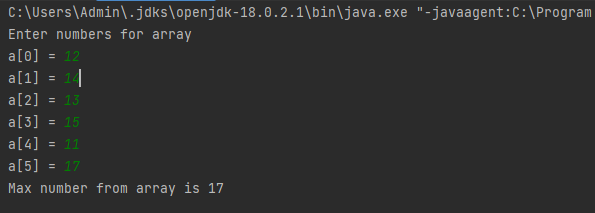 C:\Users\Admin\.jdks\openjdk-18.0.2.1\bin\java.exe "-javaagent:C:\Program
Enter numbers for array
a[0] = 12
a[1] = 14
a[2] = 13
a[3] = 15
a[4] = 11
a[5] = 17
Max number from array is 17